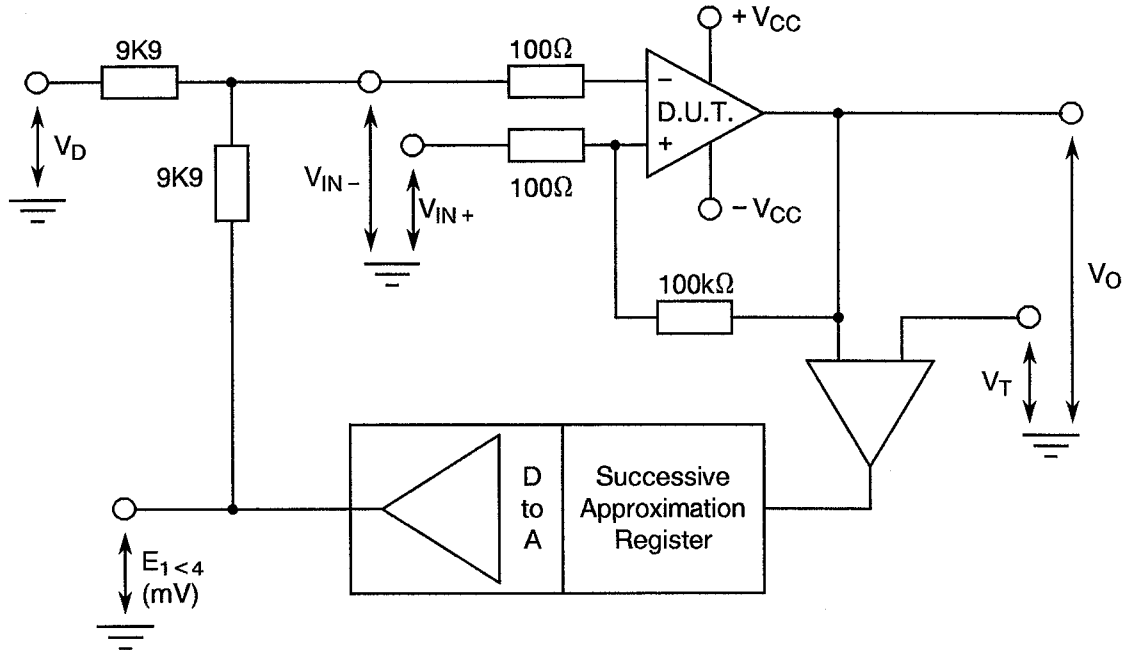 + VCC
9K9
100Ω
−
D.U.T.
VD
9K9
VIN −
+
100Ω
VIN +
− VCC
100kΩ
VO
VT
D
to
A
Successive
Approximation
Register
E1<4
(mV)